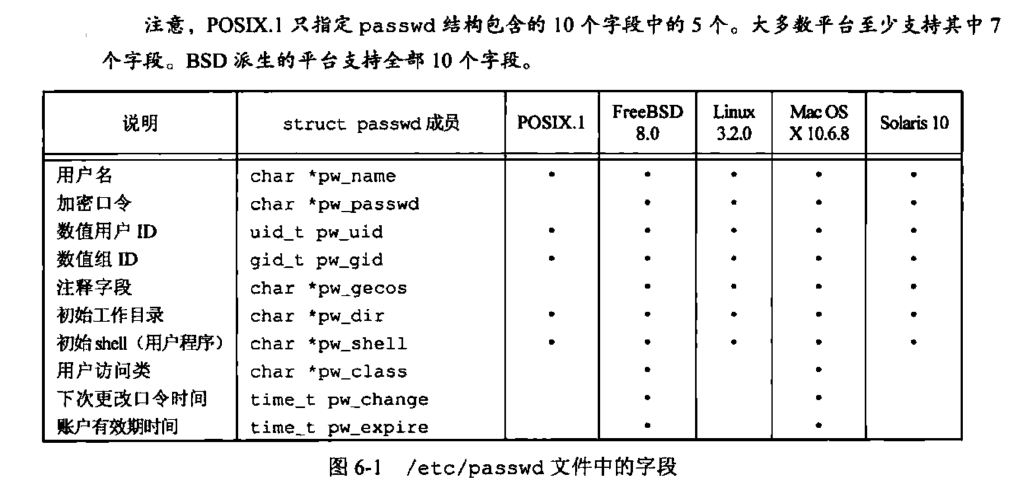 注意，POSIX.1 只指定 passwd 结构包含的 10 个字段中的 5 个。大多数平台至少支持其中 7
个字段。BSD 派生的平台支持全部 10 个字段。
说明 struct passwd 成员 POSIX.1 FreeBSD 8.0 Linux 3.2.0 Mac OS X 10.6.8 Solaris 10
用户名 char *pw_name • • • • •
加密口令 char *pw_passwd • • • •
数值用户 ID uid_t pw_uid • • • • •
数值组 ID gid_t pw_gid • • • • •
注释字段 char *pw_gecos • • • •
初始工作目录 char *pw_dir • • • • •
初始 shell（用户程序） char *pw_shell • • • • •
用户访问类 char *pw_class • •
下次更改口令时间 time_t pw_change • •
账户有效期时间 time_t pw_expire • •
图 6-1 /etc/passwd 文件中的字段